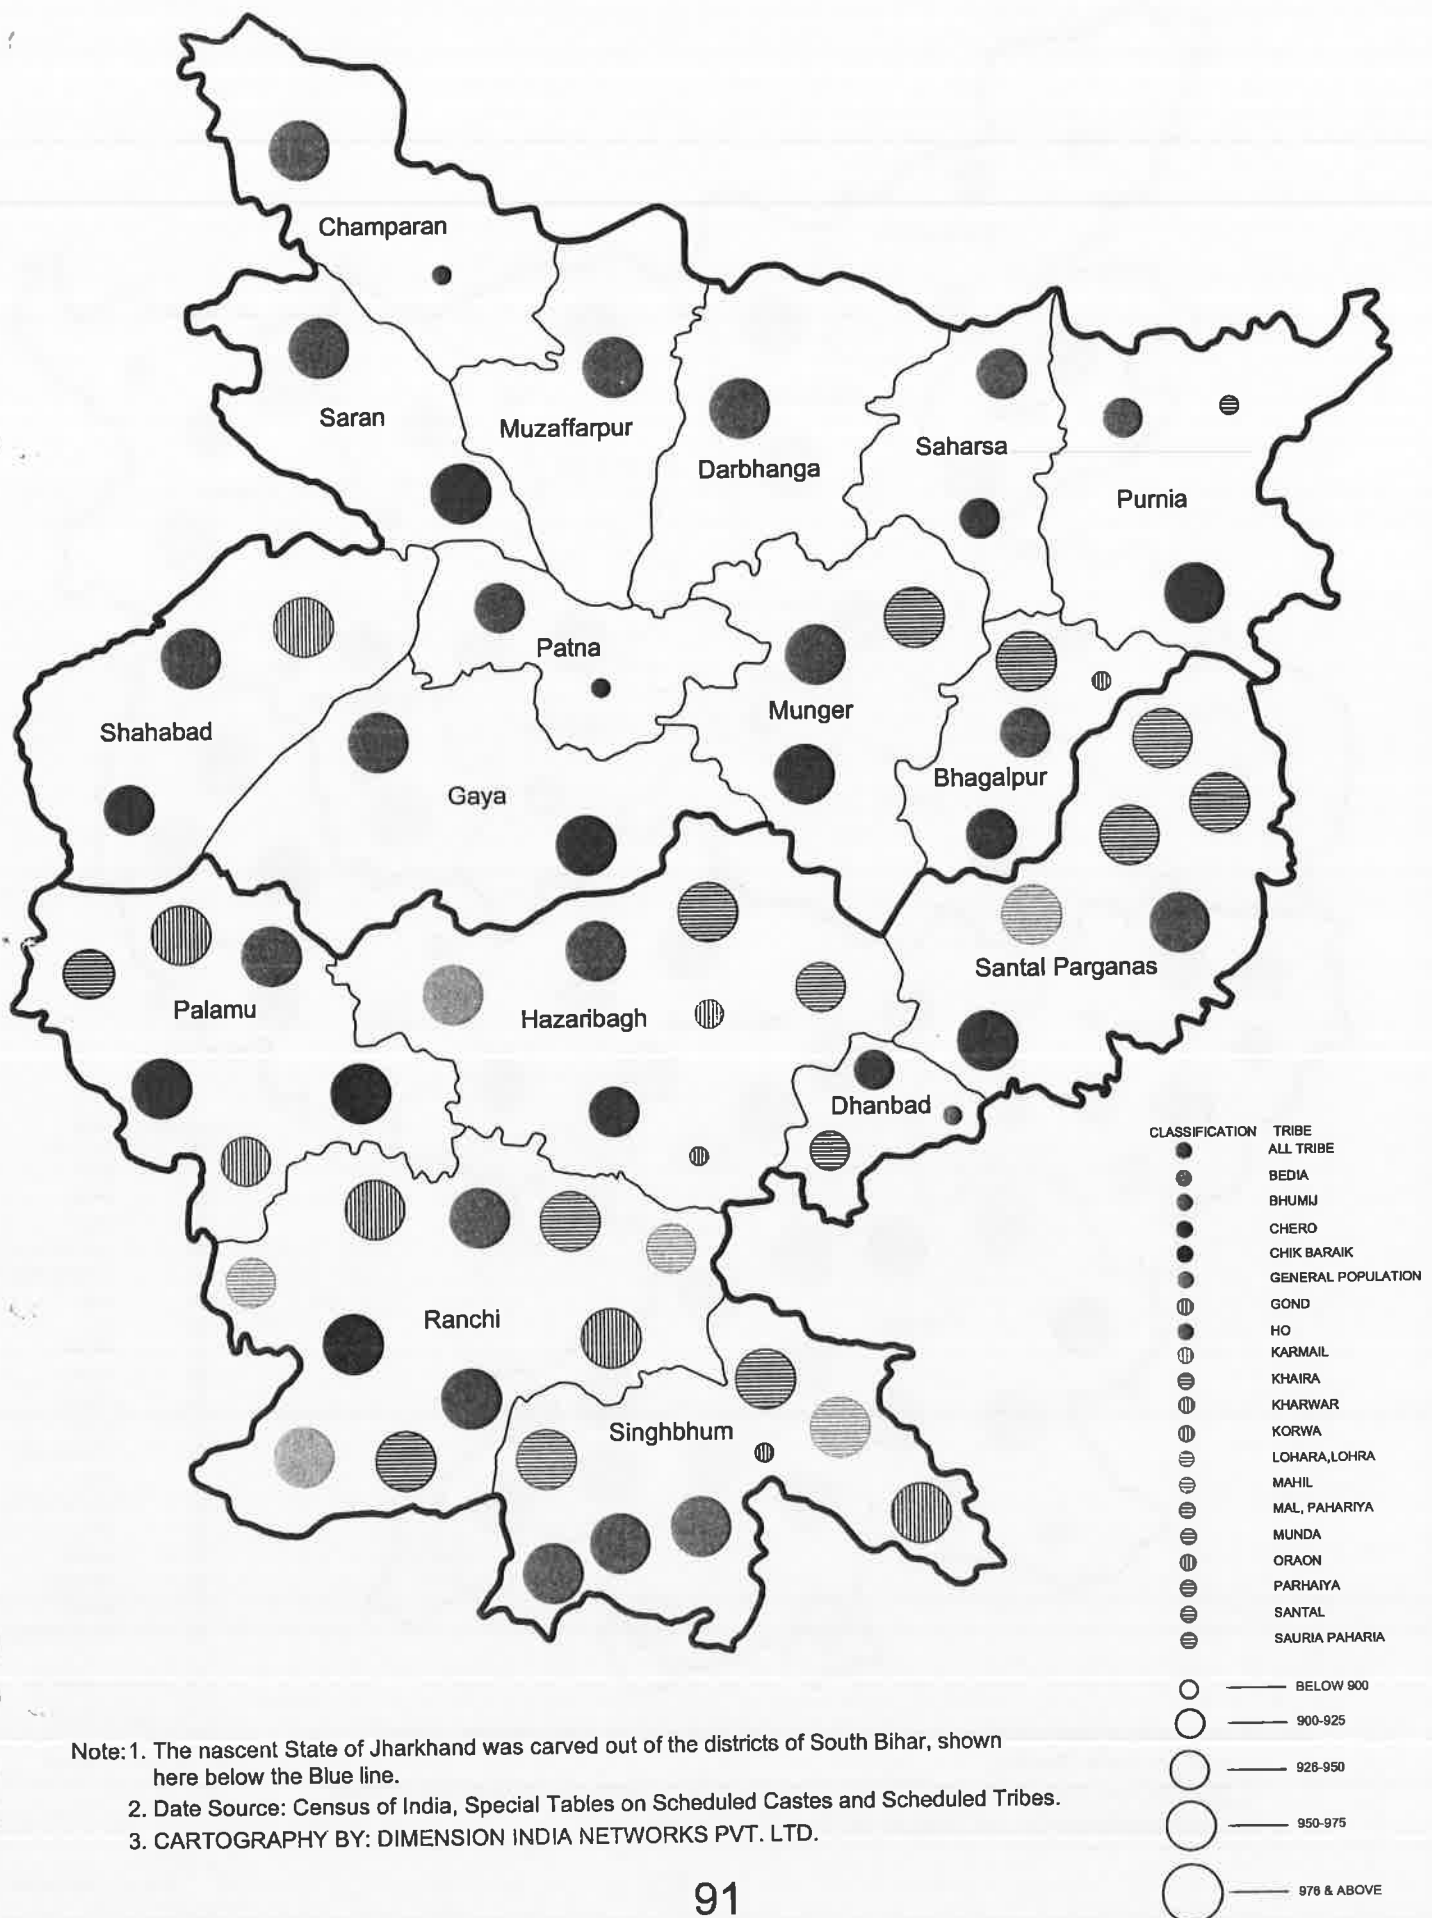 Champaran
Saran
Muzaffarpur
Darbhanga
Saharsa
Purnia
Patna
Shahabad
Munger
Gaya
Bhagalpur
Santal Parganas
Palamu
Hazaribagh
Dhanbad
Ranchi
Singhbhum
CLASSIFICATION TRIBE
ALL TRIBE
BEDIA
BHUMIJ
CHERO
CHIK BARAIK
GENERAL POPULATION
GOND
HO
KARMAIL
KHAIRA
KHARWAR
KORWA
LOHARA,LOHRA
MAHIL
MAL, PAHARIYA
MUNDA
ORAON
PARHAIYA
SANTAL
SAURIA PAHARIA
BELOW 900
900-925
926-950
950-975
976 & ABOVE
Note: 1. The nascent State of Jharkhand was carved out of the districts of South Bihar, shown
here below the Blue line.
2. Date Source: Census of India, Special Tables on Scheduled Castes and Scheduled Tribes.
3. CARTOGRAPHY BY: DIMENSION INDIA NETWORKS PVT. LTD.
91